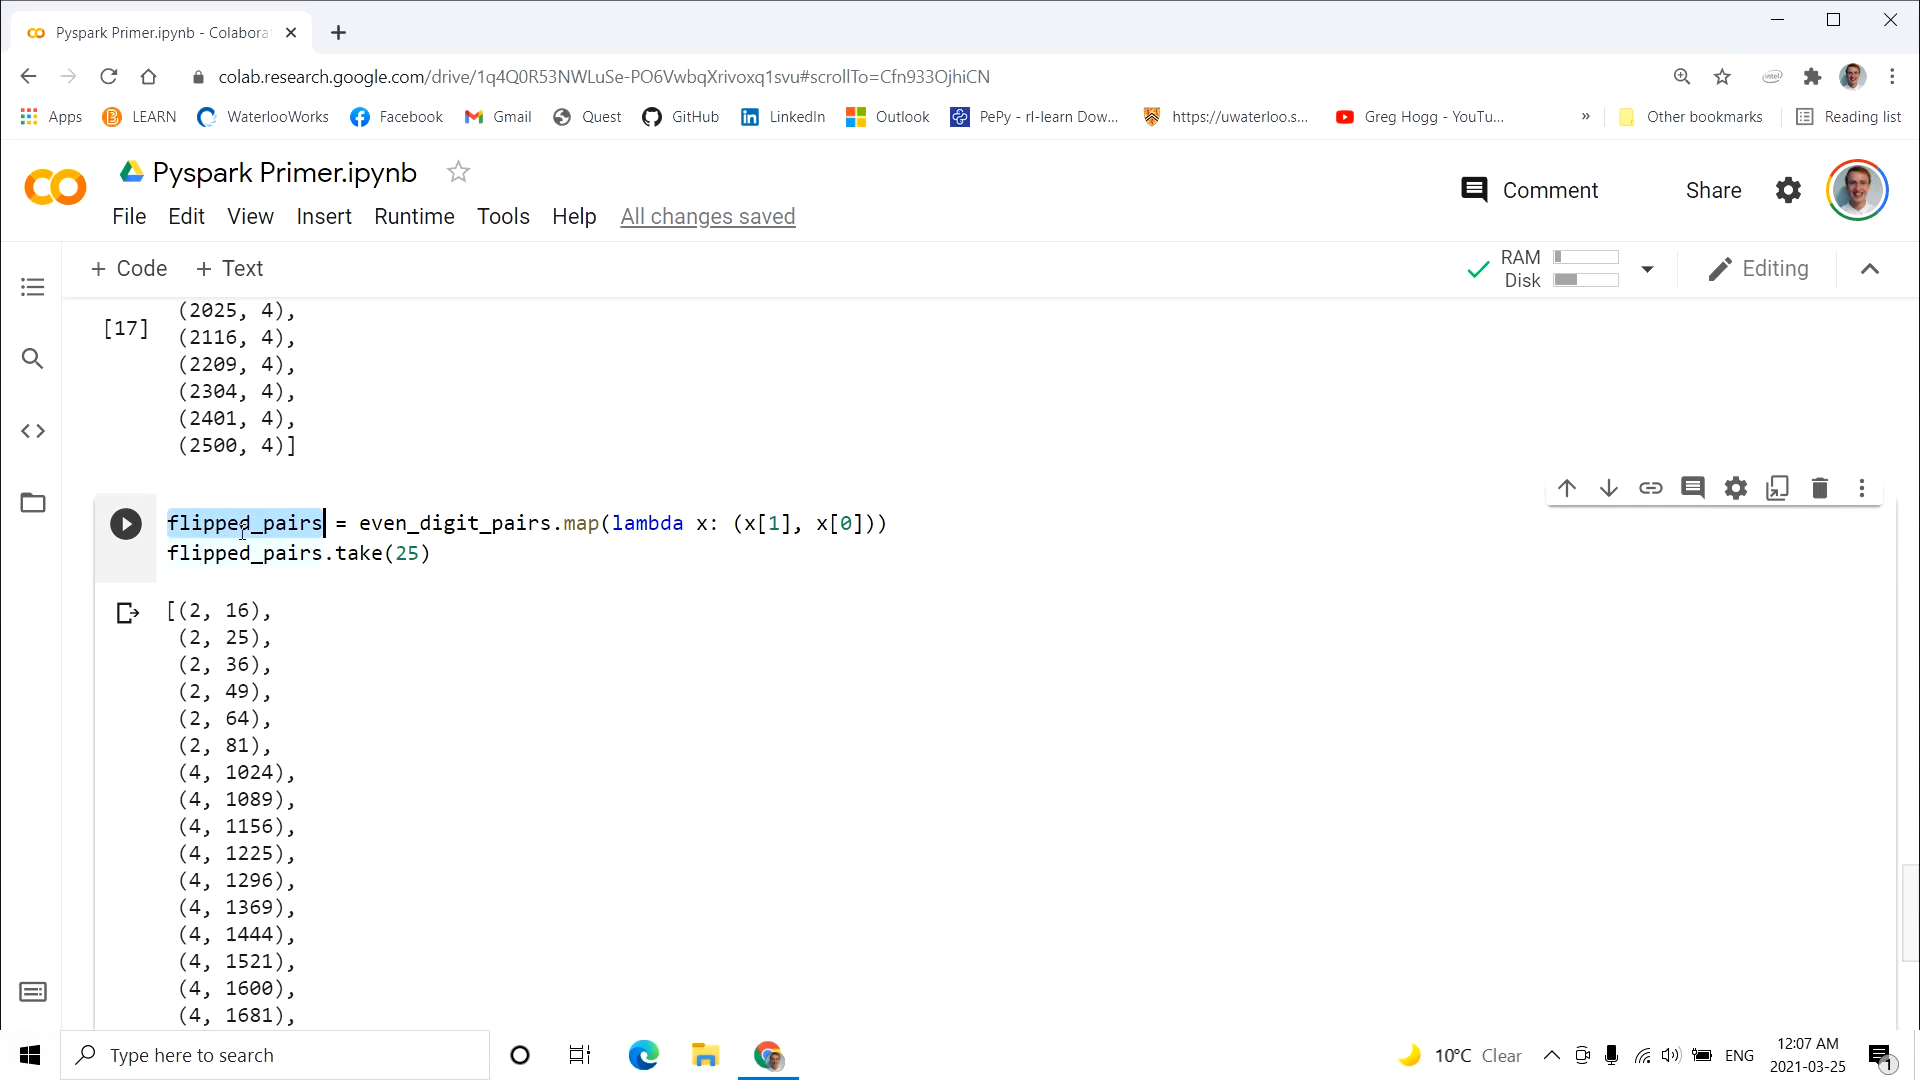 Pyspark Primer.ipynb - Colabora
colab.research.google.com/drive/1q4Q0R53NWLuSe-PO6VwbqXrivoxq1svu#scrollTo=Cfn933OjhiCN
intel
Apps LEARN WaterlooWorks Facebook Gmail Quest GitHub LinkedIn Outlook PePy - rl-learn Dow... https://uwaterloo.s... Greg Hogg - YouTu... » Other bookmarks Reading list
Pyspark Primer.ipynb
Comment Share
File Edit View Insert Runtime Tools Help All changes saved
+ Code + Text
RAM
Disk
Editing
[17]
(2025, 4),
(2116, 4),
(2209, 4),
(2304, 4),
(2401, 4),
(2500, 4)]
flipped_pairs = even_digit_pairs.map(lambda x: (x[1], x[0]))
flipped_pairs.take(25)
[(2, 16),
(2, 25),
(2, 36),
(2, 49),
(2, 64),
(2, 81),
(4, 1024),
(4, 1089),
(4, 1156),
(4, 1225),
(4, 1296),
(4, 1369),
(4, 1444),
(4, 1521),
(4, 1600),
(4, 1681),
Type here to search
10°C Clear
ENG
12:07 AM
2021-03-25
1